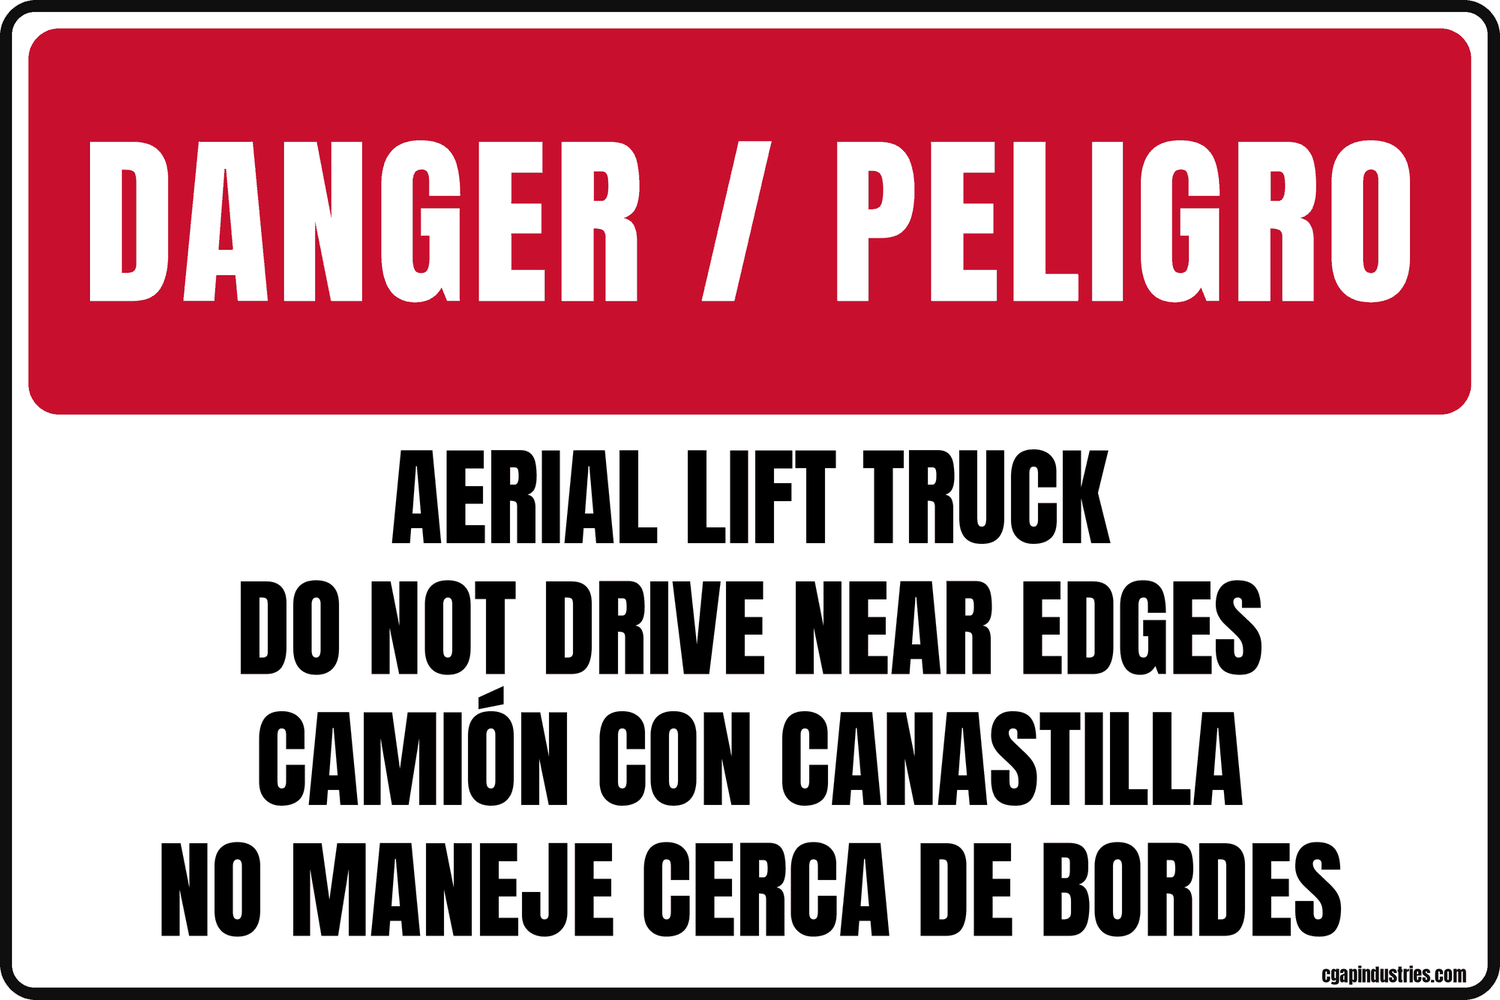 DANGER / PELIGRO
AERIAL LIFT TRUCK
DO NOT DRIVE NEAR EDGES
CAMIÓN CON CANASTILLA
NO MANEJE CERCA DE BORDES
cgapindustries.com